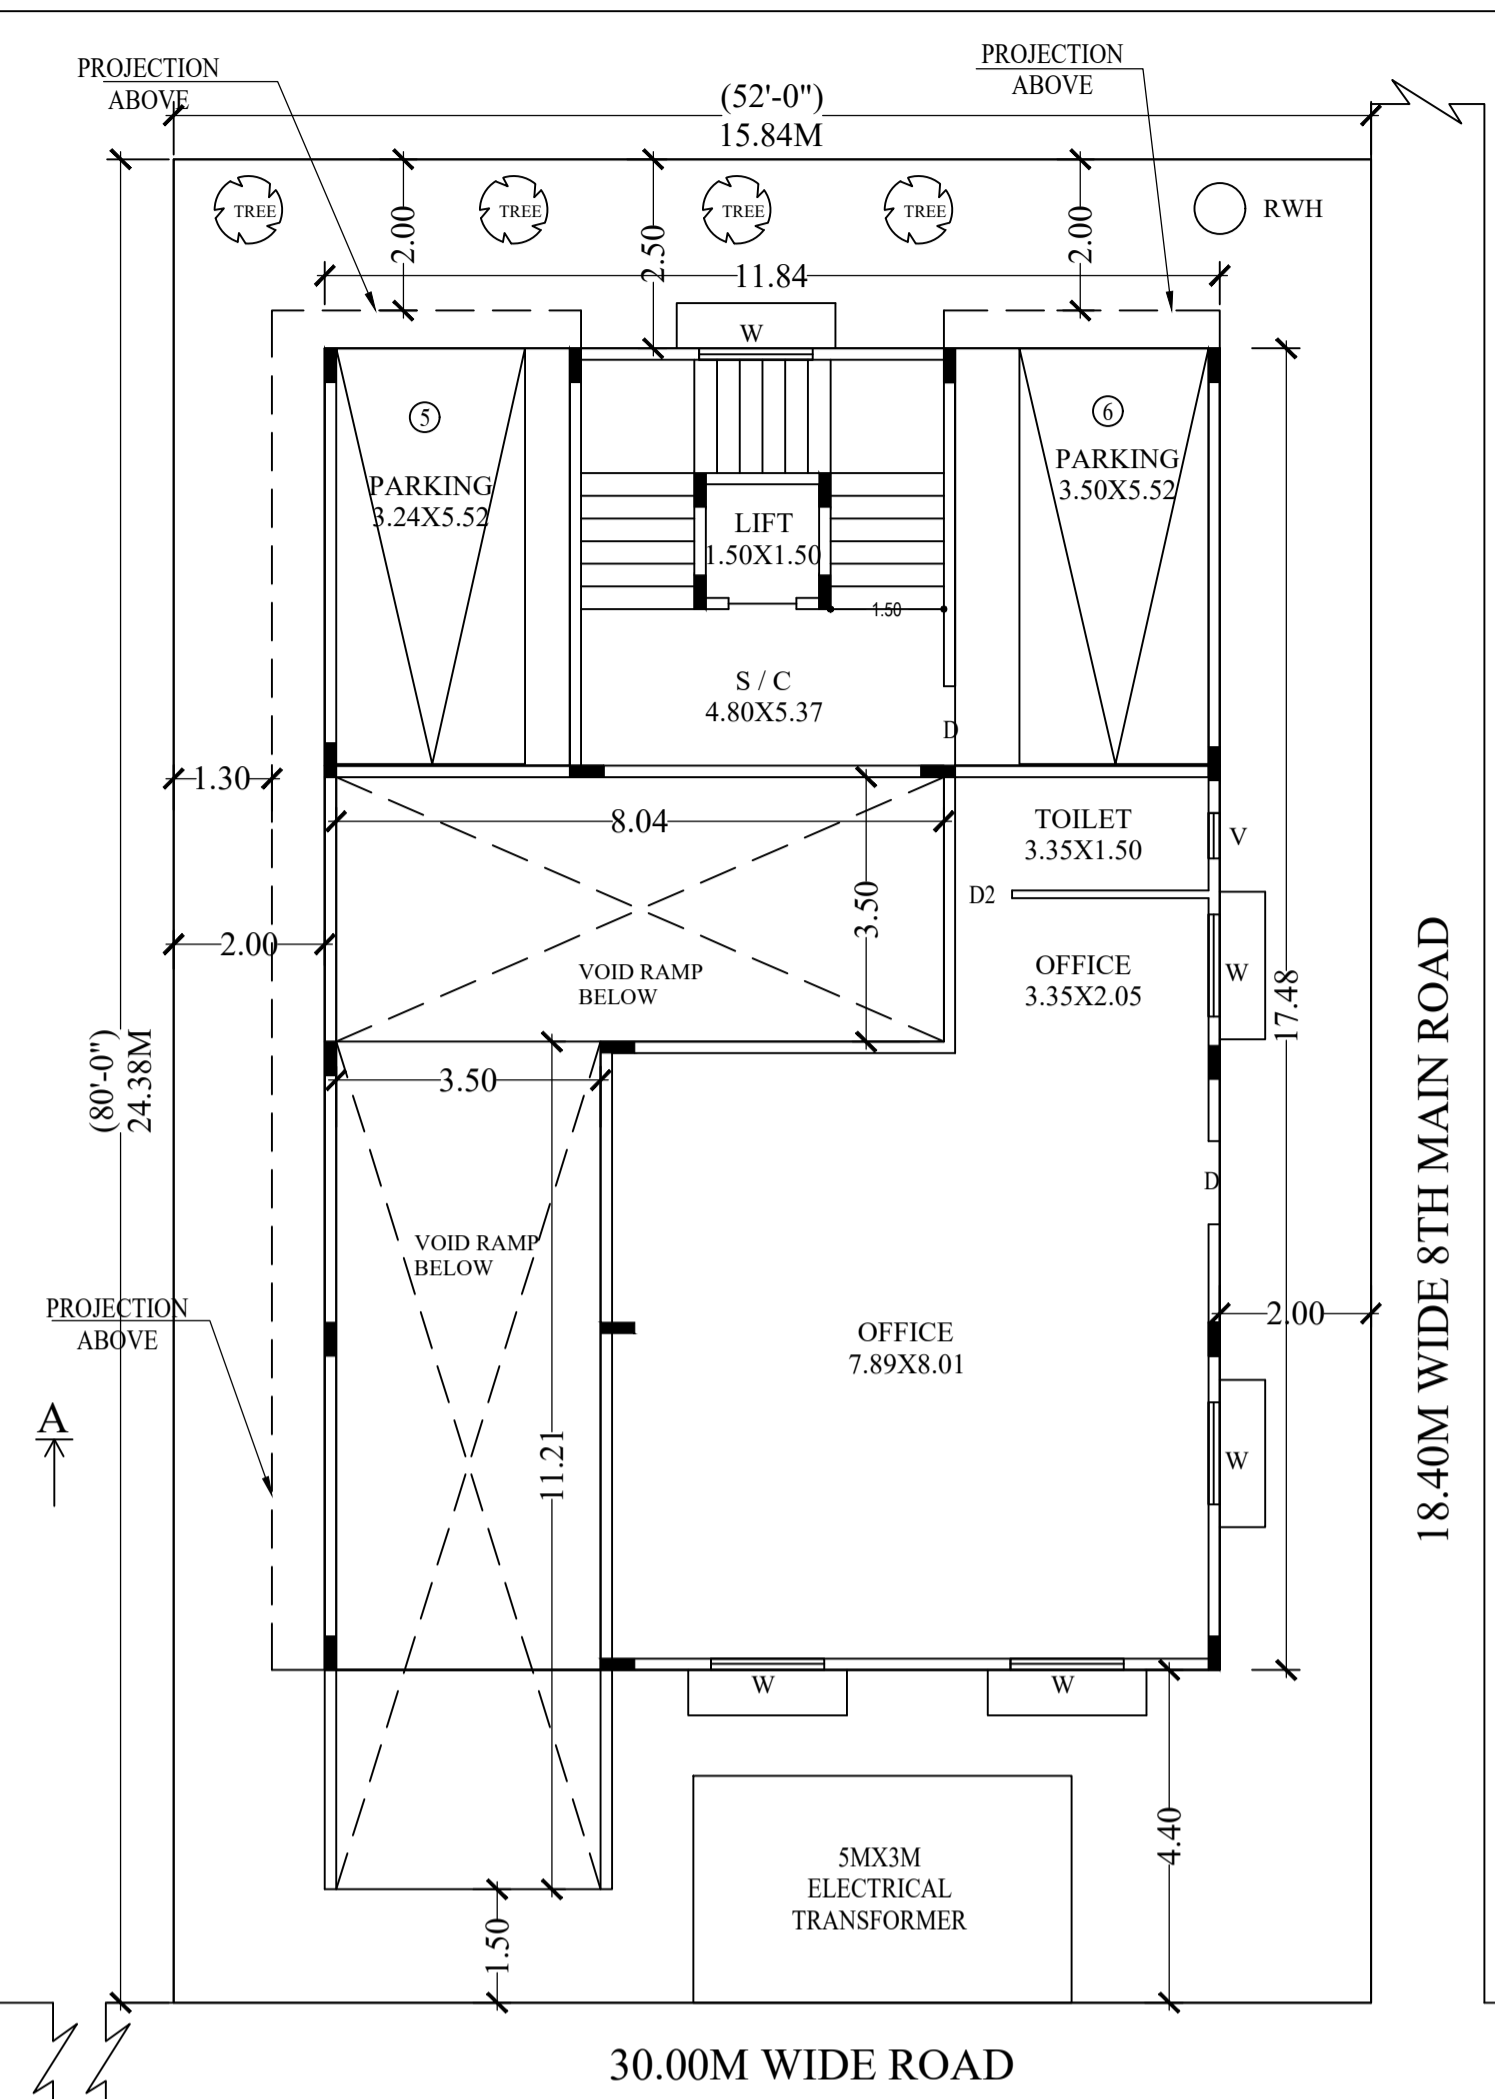 PROJECTION
ABOVE
PROJECTION
ABOVE
(52'-0")
15.84M
TREE
TREE
TREE
TREE
RWH
2.00
2.50
2.00
11.84
W
5
PARKING
3.24X5.52
6
PARKING
3.50X5.52
LIFT
1.50X1.50
1.50
S / C
4.80X5.37
D
1.30
8.04
TOILET
3.35X1.50
V
D2
3.50
2.00
OFFICE
3.35X2.05
W
VOID RAMP
BELOW
17.48
(80'-0")
24.38M
3.50
D
VOID RAMP
BELOW
18.40M WIDE 8TH MAIN ROAD
PROJECTION
ABOVE
OFFICE
7.89X8.01
2.00
A
11.21
W
W
W
5MX3M
ELECTRICAL
TRANSFORMER
4.40
1.50
30.00M WIDE ROAD